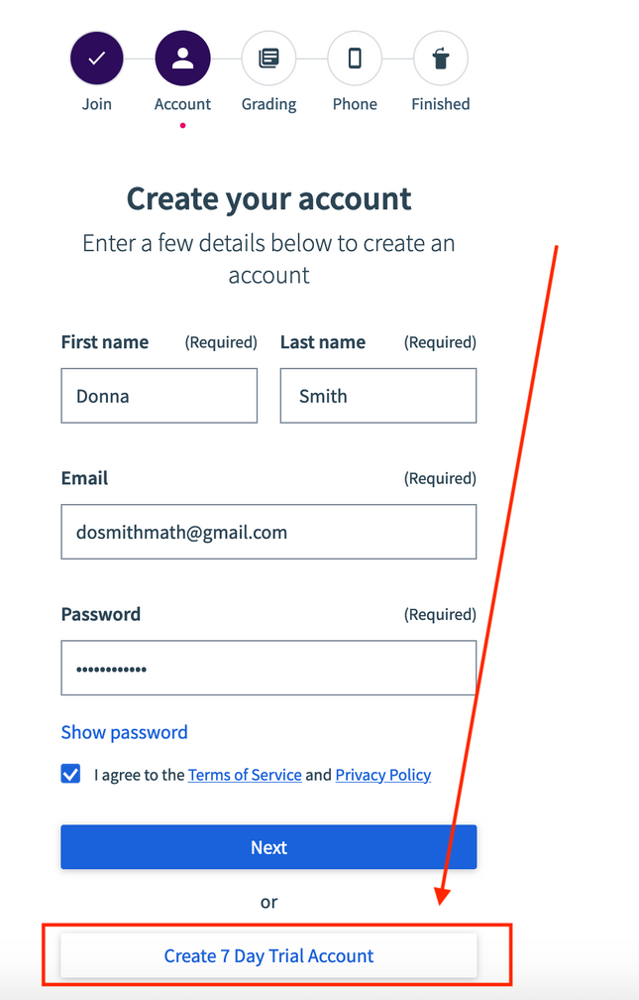 Join Account Grading Phone Finished
Create your account
Enter a few details below to create an
account
First name (Required) Last name (Required)
Donna Smith
Email (Required)
dosmithmath@gmail.com
Password (Required)
••••••••••••
Show password
I agree to the Terms of Service and Privacy Policy
Next
or
Create 7 Day Trial Account